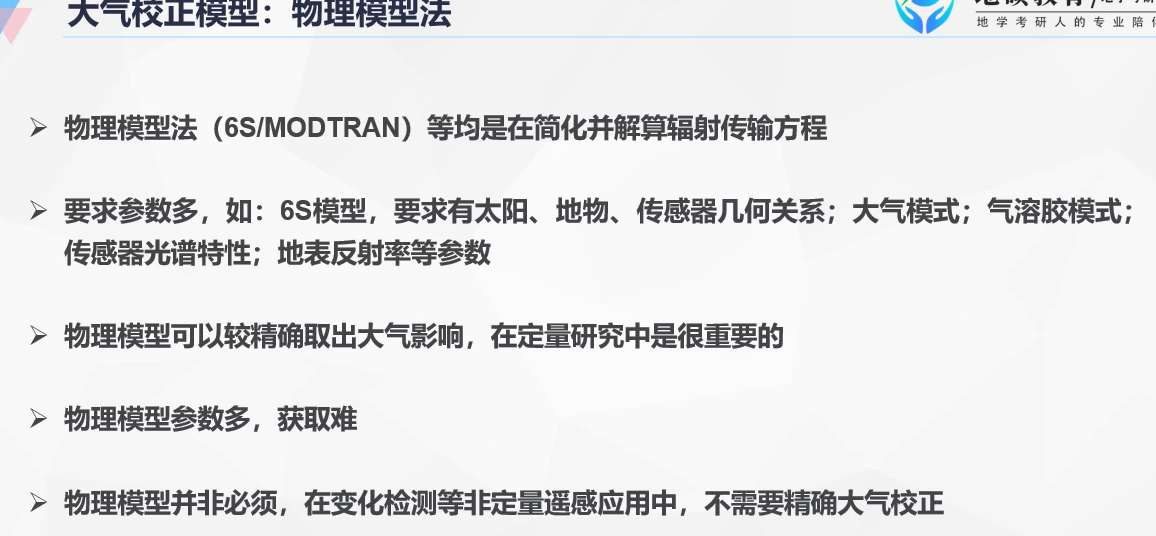 大气校正模型：物理模型法
地学考研人的专业陪
物理模型法（6S/MODTRAN）等均是在简化并解算辐射传输方程
要求参数多，如：6S模型，要求有太阳、地物、传感器几何关系；大气模式；气溶胶模式；
传感器光谱特性；地表反射率等参数
物理模型可以较精确取出大气影响，在定量研究中是很重要的
物理模型参数多，获取难
物理模型并非必须，在变化检测等非定量遥感应用中，不需要精确大气校正